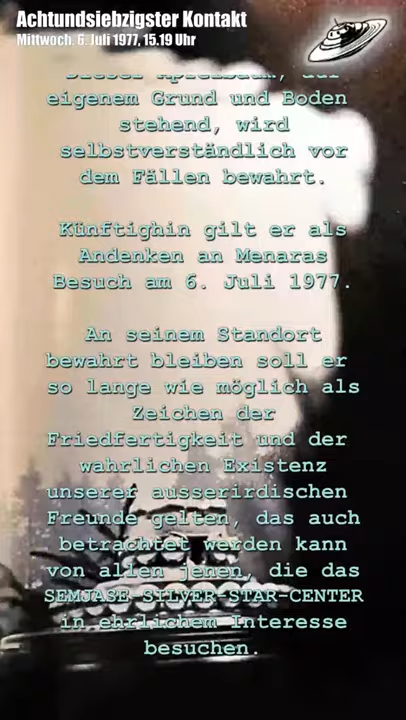 Achtundsiebzigster Kontakt
Mittwoch, 6. Juli 1977, 15.19 Uhr
Dieser Apfelbaum, auf
eigenem Grund und Boden
stehend, wird
selbstverständlich vor
dem Fällen bewahrt.
Künftighin gilt er als
Andenken an Menaras
Besuch am 6. Juli 1977.
An seinem Standort
bewahrt bleiben soll er
so lange wie möglich als
Zeichen der
Friedfertigkeit und der
wahrlichen Existenz
unserer ausserirdischen
Freunde gelten, das auch
betrachtet werden kann
von allen jenen, die das
SEMJASE-SILVER-STAR-CENTER
in ehrlichem Interesse
besuchen.